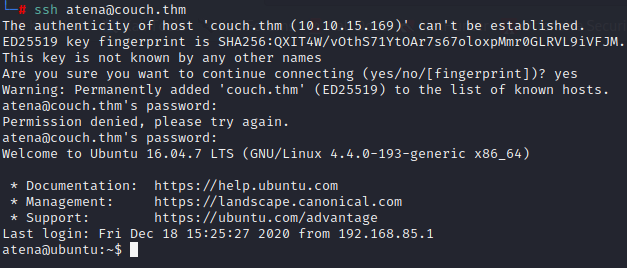 # ssh atena@couch.thm
The authenticity of host 'couch.thm (10.10.15.169)' can't be established.
ED25519 key fingerprint is SHA256:QXIT4W/vOthS71YtOAr7s67oloxpMmr0GLRVL9iVFJM.
This key is not known by any other names
Are you sure you want to continue connecting (yes/no/[fingerprint])? yes
Warning: Permanently added 'couch.thm' (ED25519) to the list of known hosts.
atena@couch.thm's password:
Permission denied, please try again.
atena@couch.thm's password:
Welcome to Ubuntu 16.04.7 LTS (GNU/Linux 4.4.0-193-generic x86_64)
* Documentation:  https://help.ubuntu.com
* Management:     https://landscape.canonical.com
* Support:        https://ubuntu.com/advantage
Last login: Fri Dec 18 15:25:27 2020 from 192.168.85.1
atena@ubuntu:~$